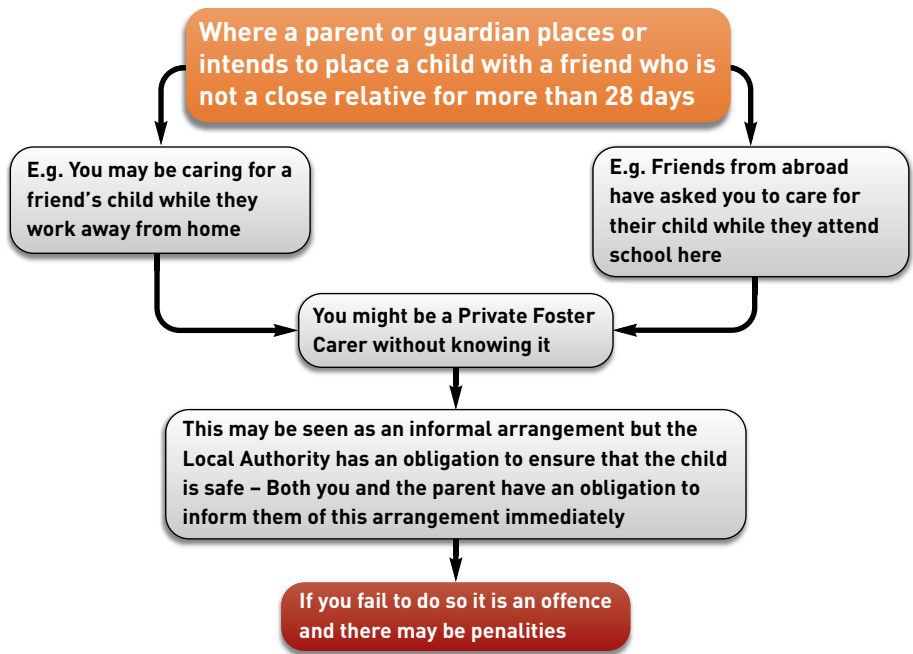 Where a parent or guardian places or
intends to place a child with a friend who is
not a close relative for more than 28 days
E.g. You may be caring for a
friend's child while they
work away from home
E.g. Friends from abroad
have asked you to care for
their child while they attend
school here
You might be a Private Foster
Carer without knowing it
This may be seen as an informal arrangement but the
Local Authority has an obligation to ensure that the child
is safe – Both you and the parent have an obligation to
inform them of this arrangement immediately
If you fail to do so it is an offence
and there may be penalities